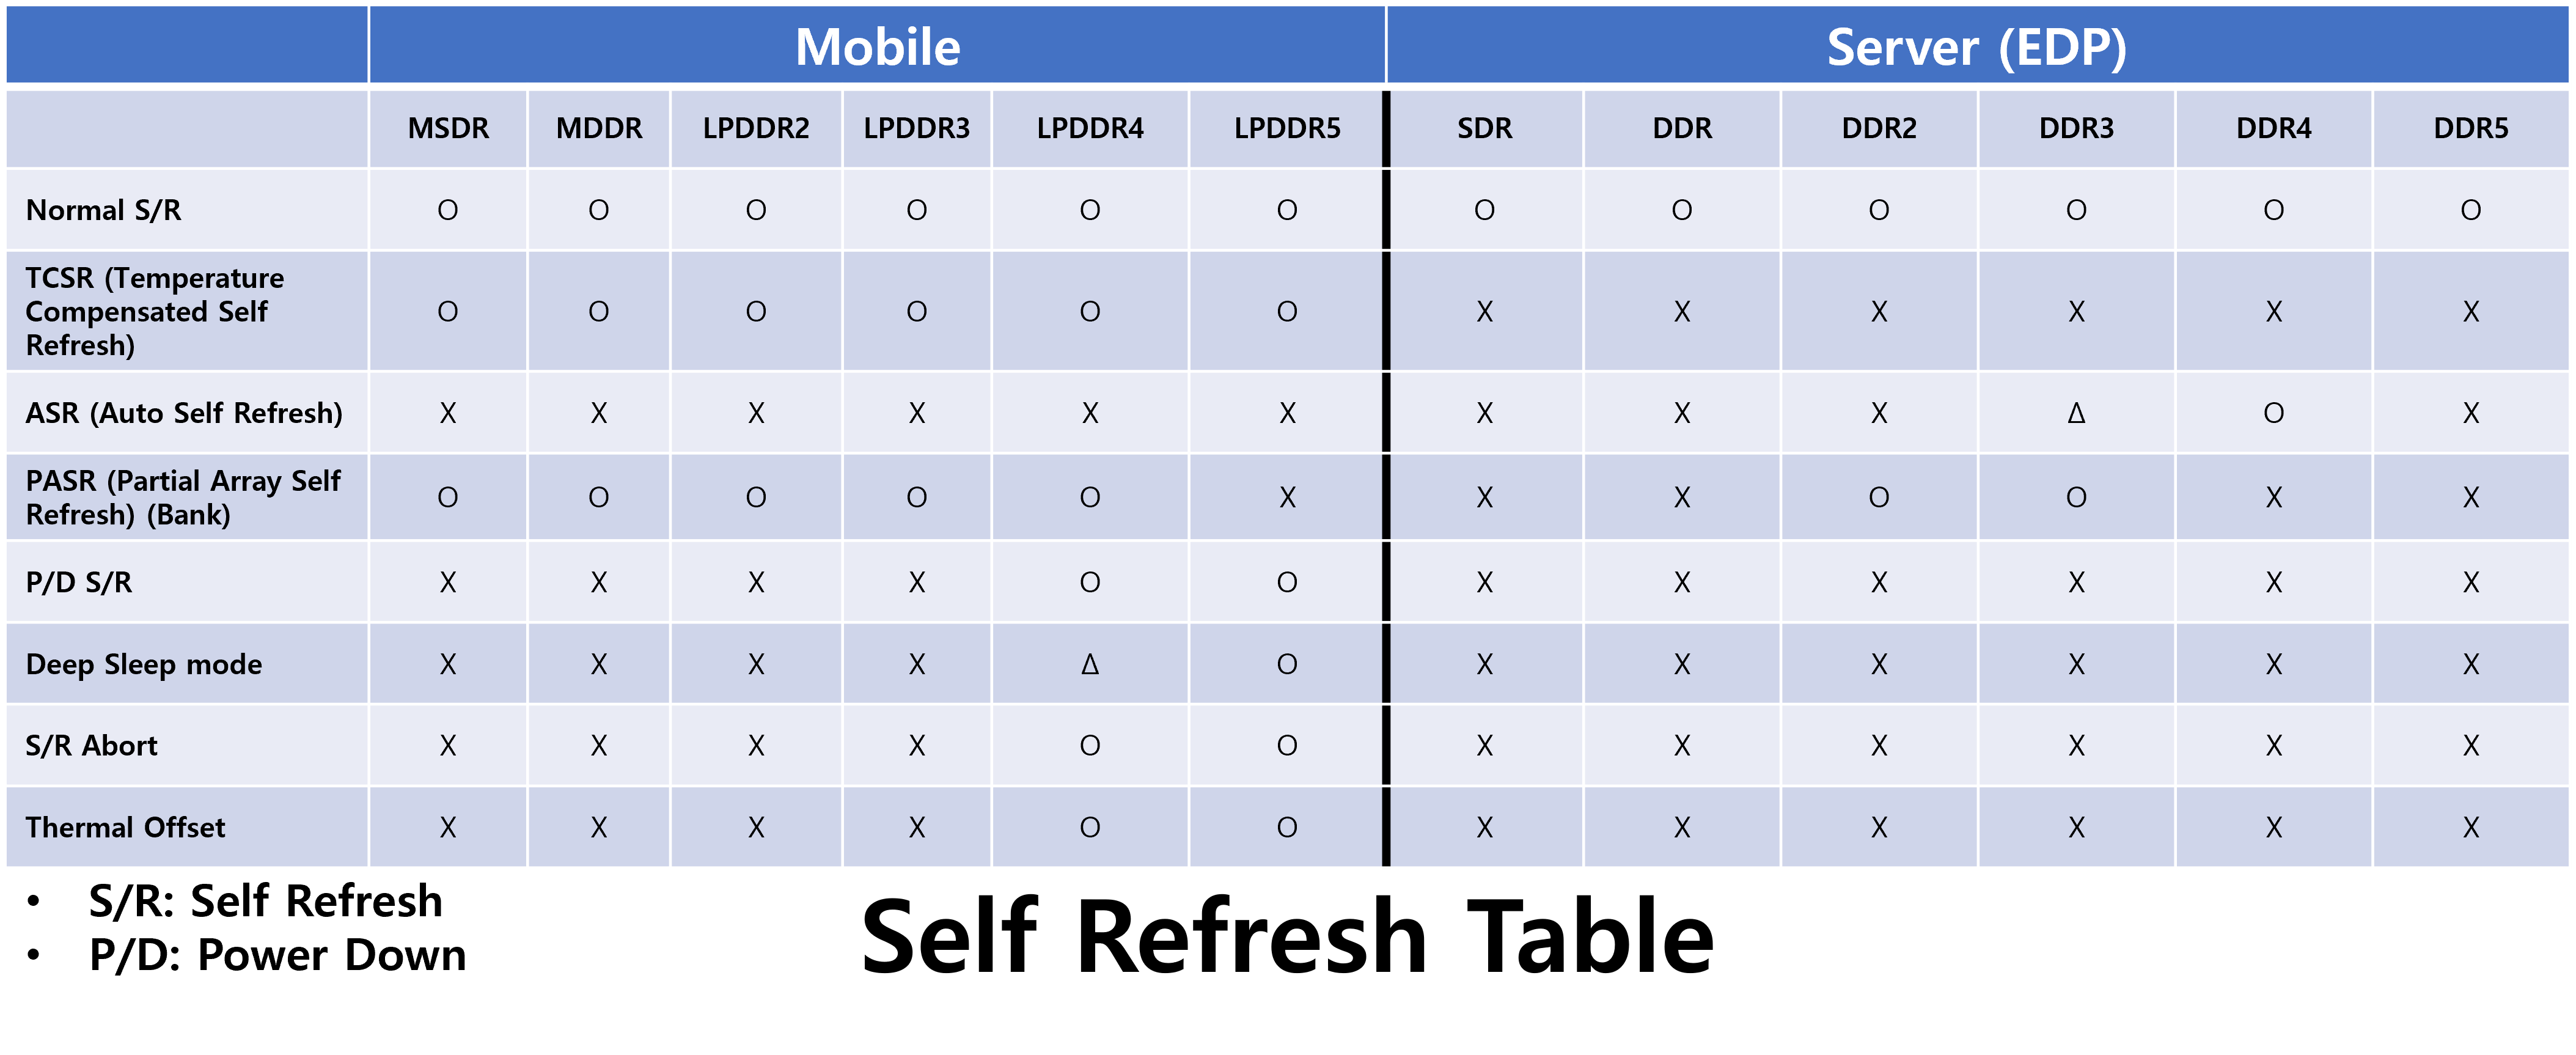 Mobile Server (EDP)
MSDR MDDR LPDDR2 LPDDR3 LPDDR4 LPDDR5 SDR DDR DDR2 DDR3 DDR4 DDR5
Normal S/R O O O O O O O O O O O O
TCSR (Temperature
Compensated Self
Refresh) O O O O O O X X X X X X
ASR (Auto Self Refresh) X X X X X X X X X Δ O X
PASR (Partial Array Self
Refresh) (Bank) O O O O O X X X O O X X
P/D S/R X X X X O O X X X X X X
Deep Sleep mode X X X X Δ O X X X X X X
S/R Abort X X X X O O X X X X X X
Thermal Offset X X X X O O X X X X X X
• S/R: Self Refresh
• P/D: Power Down
Self Refresh Table